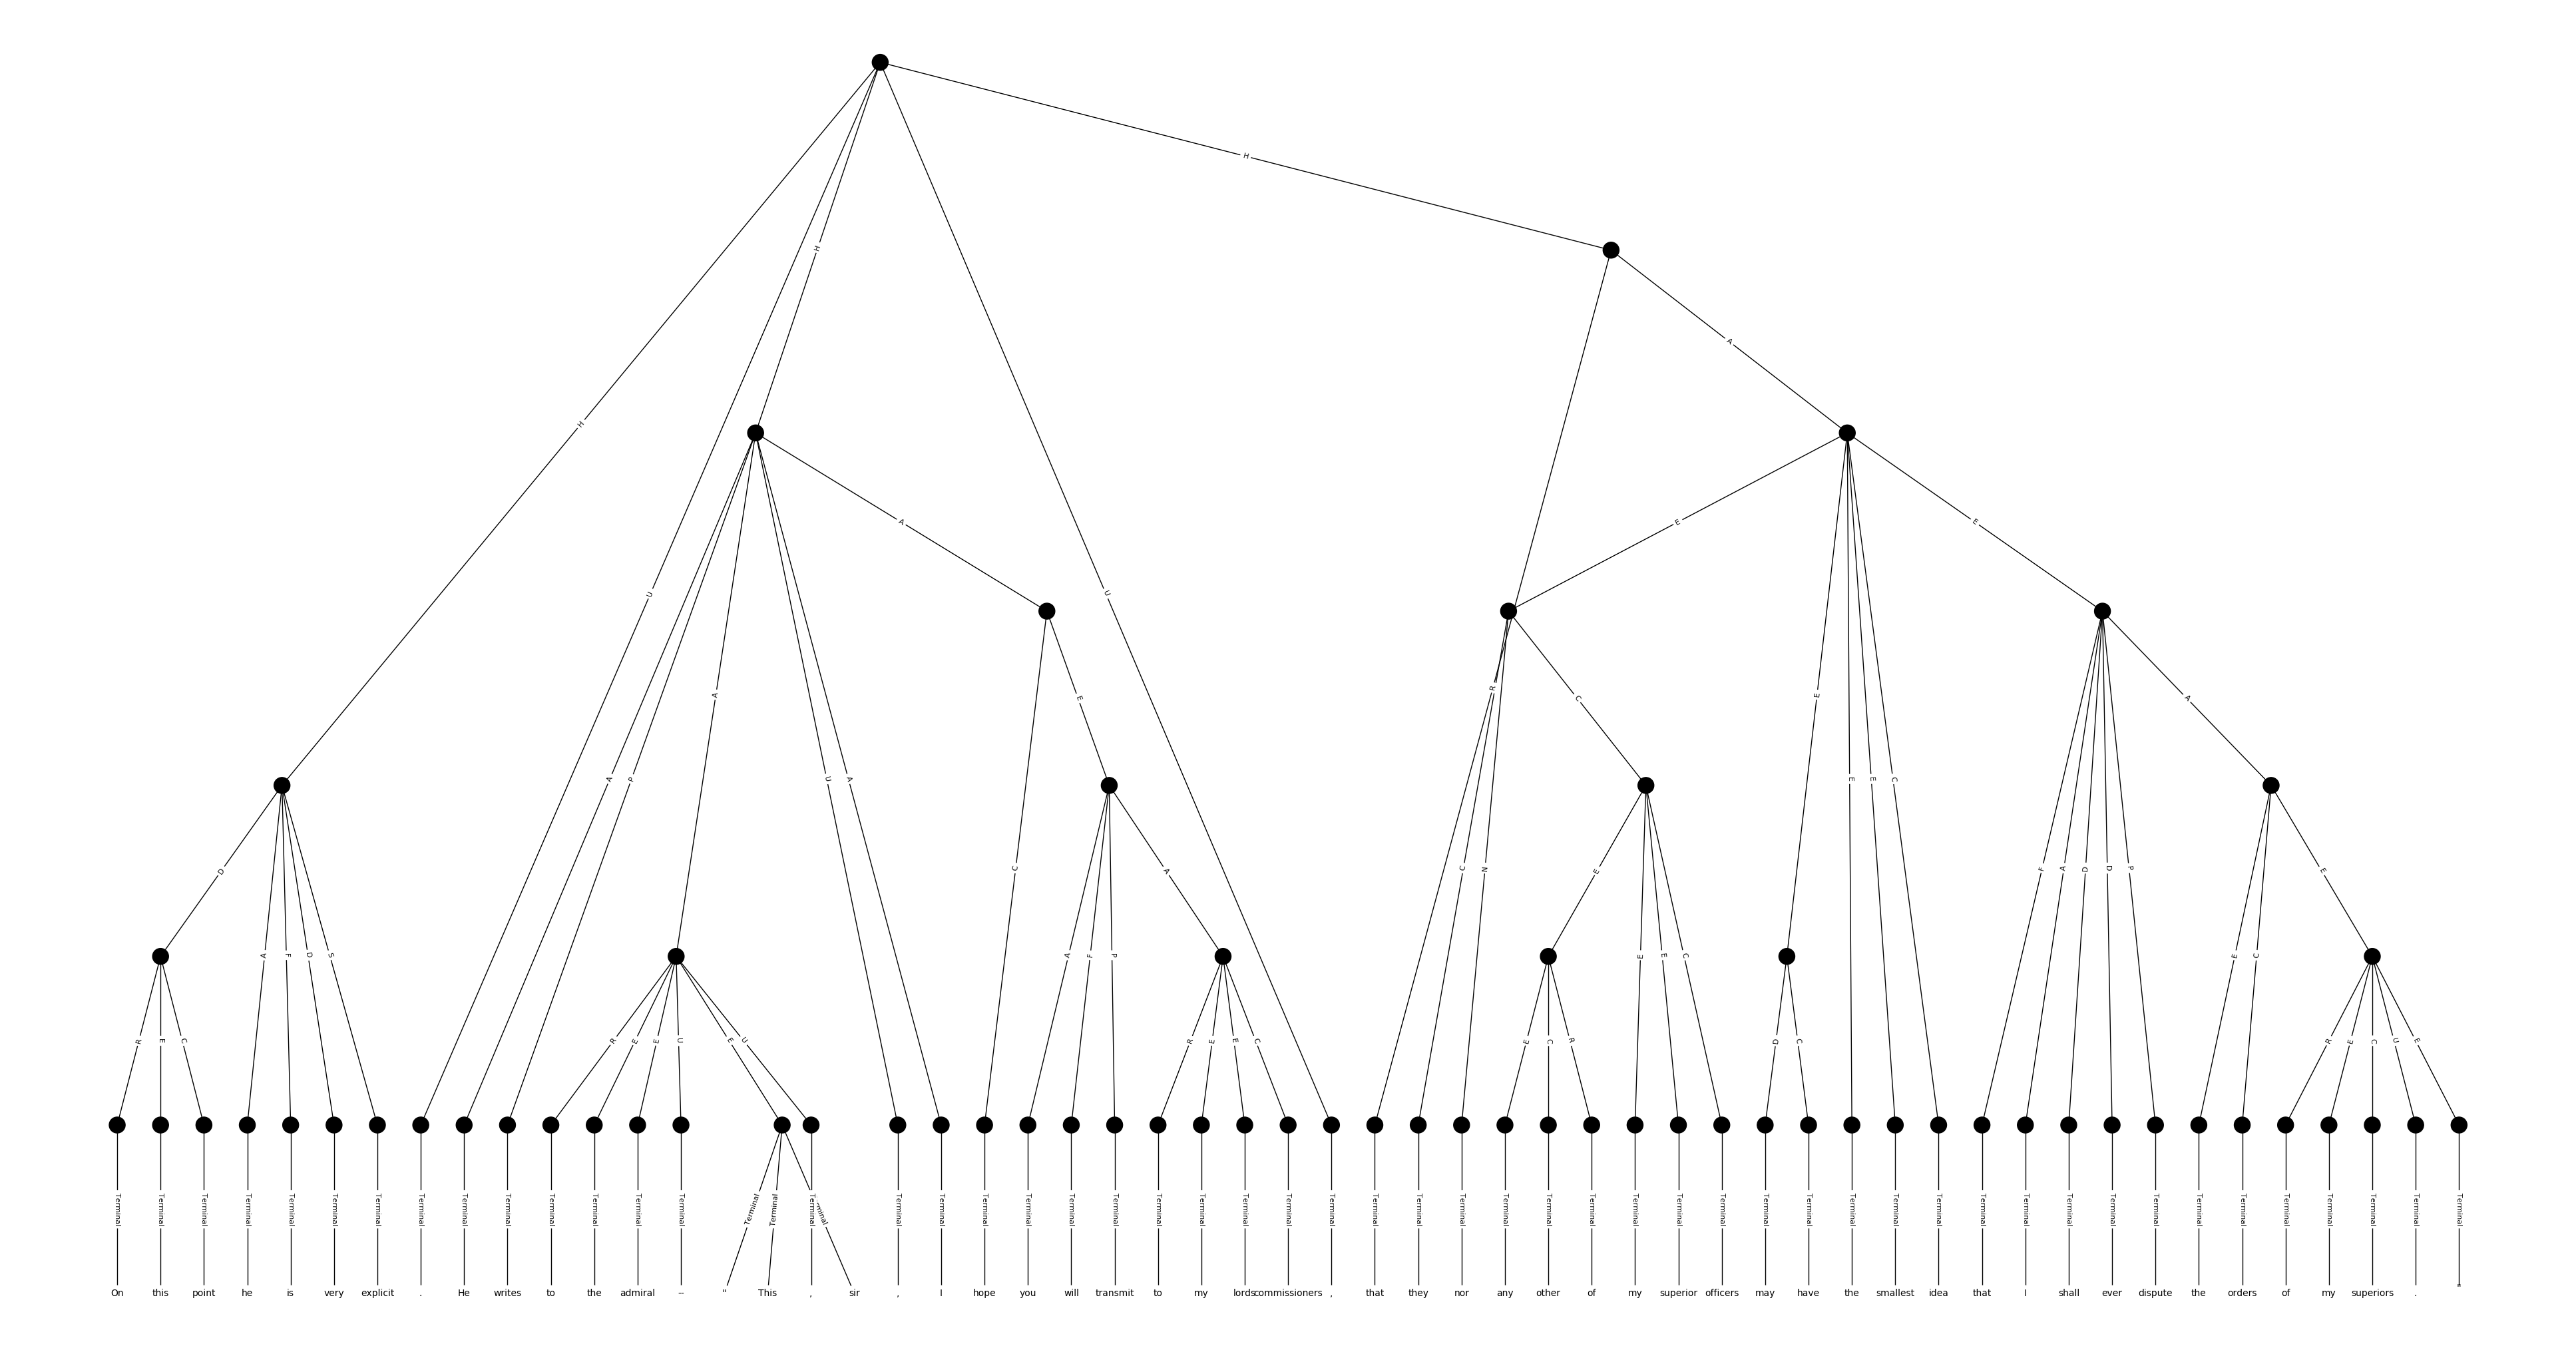 H
H
A
H
U
A
E
E
U
A
R
E
C
A
A
P
U
A
E
E
E
C
D
C
E
C
N
A
E
F
A
D
D
P
E
A
F
D
S
A
F
P
E
E
C
E
C
R
E
C
R
E
E
U
E
U
R
E
E
C
E
C
R
D
C
R
E
C
U
E
Terminal Terminal Terminal Terminal Terminal Terminal Terminal Terminal Terminal Terminal Terminal Terminal Terminal Terminal Terminal Terminal Terminal Terminal Terminal Terminal Terminal Terminal Terminal Terminal Terminal Terminal Terminal Terminal Terminal Terminal Terminal Terminal Terminal Terminal Terminal Terminal Terminal Terminal Terminal Terminal Terminal Terminal Terminal Terminal Terminal Terminal Terminal Terminal Terminal Terminal Terminal Terminal Terminal Terminal
On this point he is very explicit . He writes to the admiral -- " This , sir , I hope you will transmit to my lords commissioners , that they nor any other of my superior officers may have the smallest idea that I shall ever dispute the orders of my superiors . "